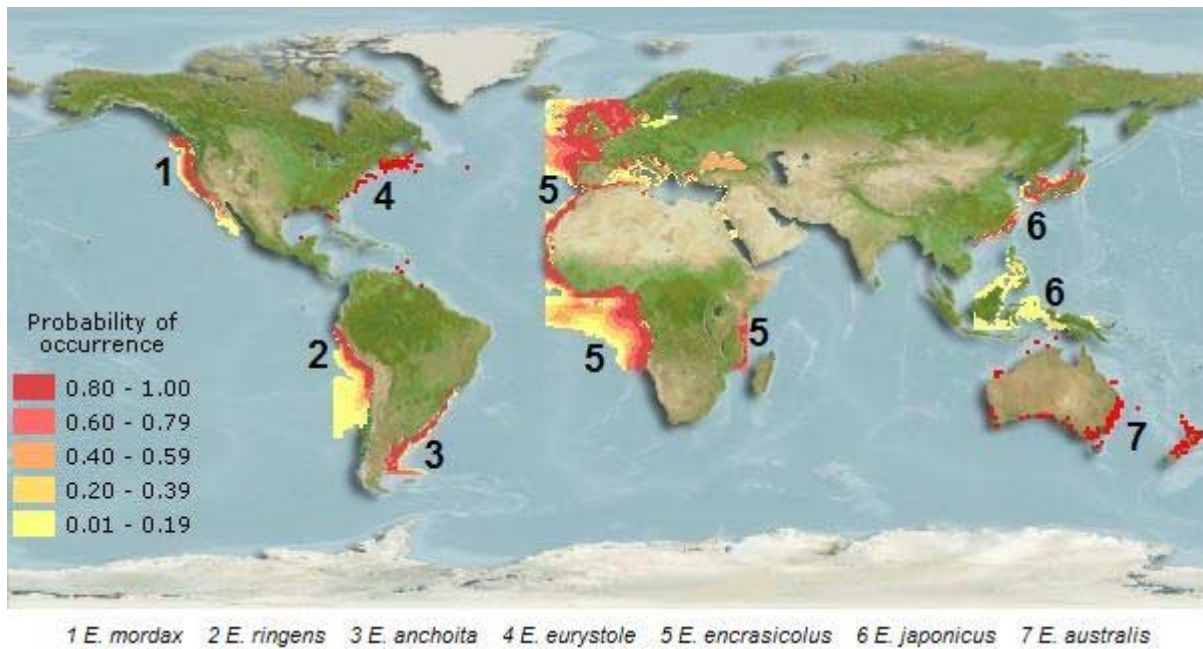 1
4
5
6
6
Probability of
occurrence
2
5
5
0.80 - 1.00
0.60 - 0.79
0.40 - 0.59
0.20 - 0.39
0.01 - 0.19
3
7
1 E. mordax 2 E. ringens 3 E. anchoita 4 E. eurystole 5 E. encrasicolus 6 E. japonicus 7 E. australis